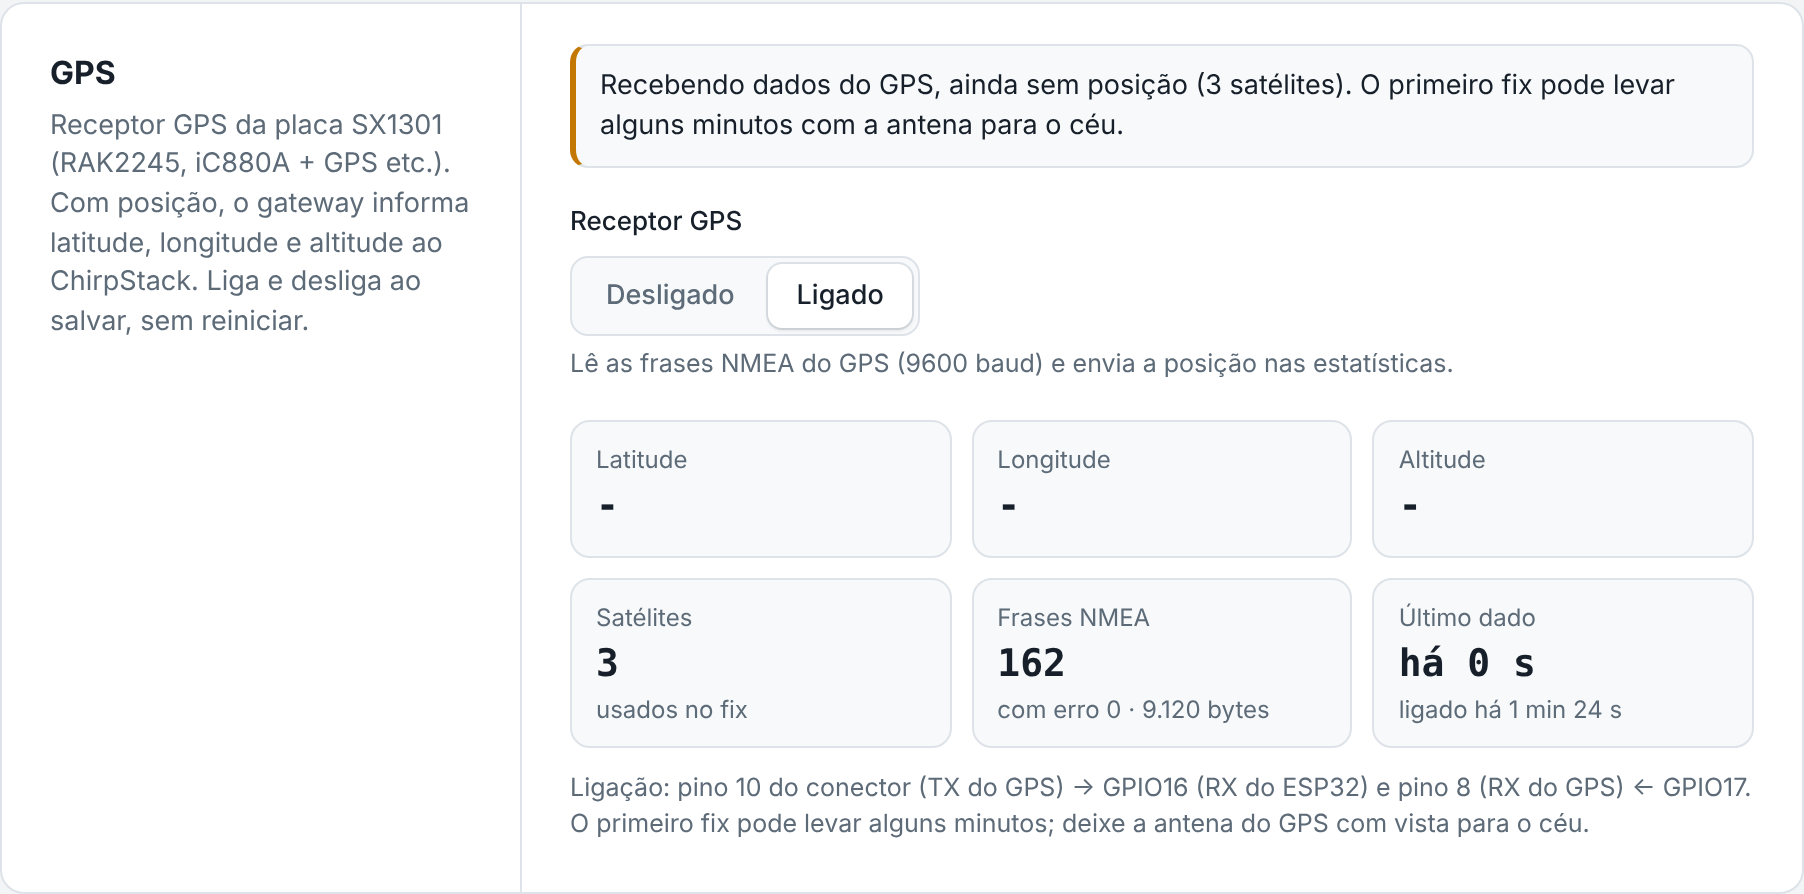 GPS
Receptor GPS da placa SX1301
(RAK2245, iC880A + GPS etc.).
Com posição, o gateway informa
latitude, longitude e altitude ao
ChirpStack. Liga e desliga ao
salvar, sem reiniciar.
Recebendo dados do GPS, ainda sem posição (3 satélites). O primeiro fix pode levar
alguns minutos com a antena para o céu.
Receptor GPS
Desligado Ligado
Lê as frases NMEA do GPS (9600 baud) e envia a posição nas estatísticas.
Latitude Longitude Altitude
- - -
Satélites Frases NMEA Último dado
3 162 há 0 s
usados no fix com erro 0 · 9.120 bytes ligado há 1 min 24 s
Ligação: pino 10 do conector (TX do GPS) → GPIO16 (RX do ESP32) e pino 8 (RX do GPS) ← GPIO17.
O primeiro fix pode levar alguns minutos; deixe a antena do GPS com vista para o céu.